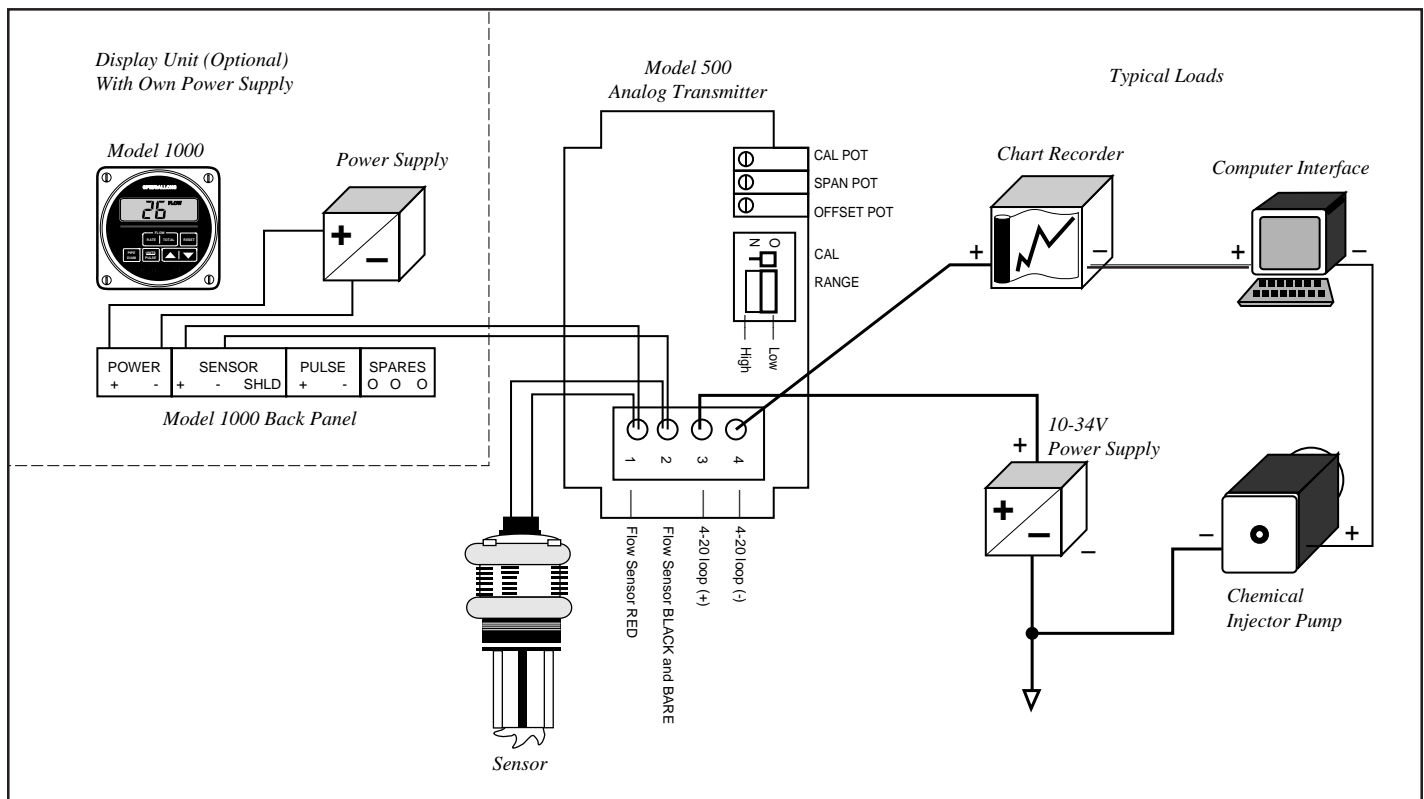 Display Unit (Optional)
With Own Power Supply
Model 1000
Power Supply
26 FLOW
FLOW
RATE TOTAL RESET
+
–
POWER
+ -
SENSOR
+ - SHLD
PULSE
+ -
SPARES
O O O
Model 1000 Back Panel
Model 500
Analog Transmitter
CAL POT
SPAN POT
OFFSET POT
O
N
CAL
RANGE
High
Low
1
2
3
4
Flow Sensor RED
Flow Sensor BLACK and BARE
4-20 loop (+)
4-20 loop (-)
Sensor
Typical Loads
Chart Recorder
+ –
Computer Interface
+ –
10-34V
Power Supply
+
+
–
–
– +
Chemical
Injector Pump